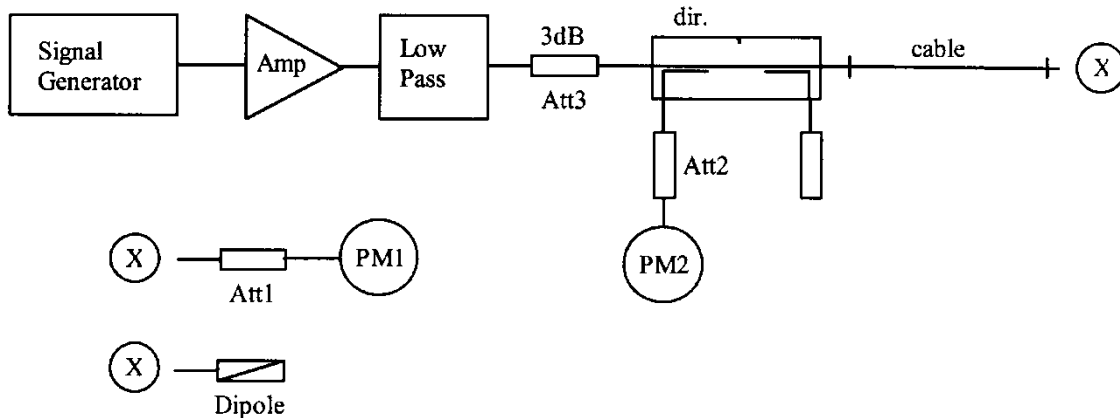 Signal
Generator
Amp
Low
Pass
3dB
Att3
dir.
cable
X
Att2
PM2
X
Att1
PM1
X
Dipole